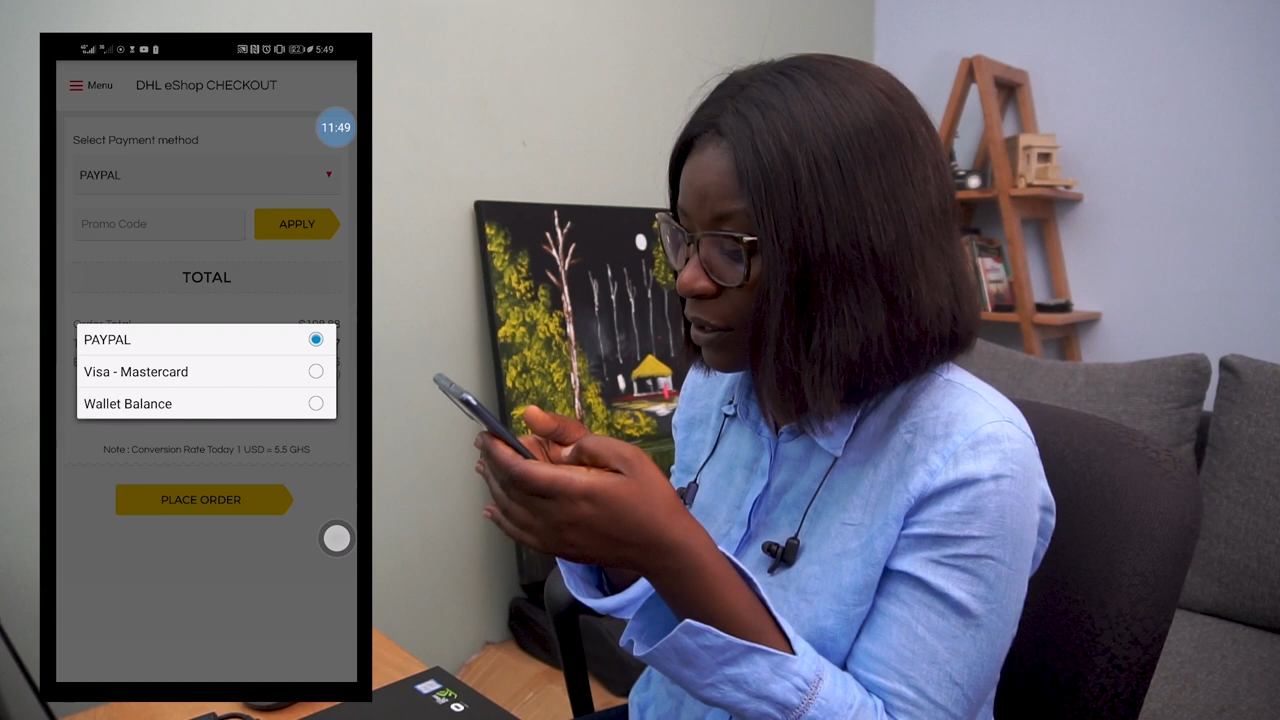 5:49
Menu
DHL eShop CHECKOUT
11:49
Select Payment method
PAYPAL
Promo Code
APPLY
TOTAL
PAYPAL
Visa - Mastercard
Wallet Balance
Note : Conversion Rate Today 1 USD = 5.5 GHS
PLACE ORDER